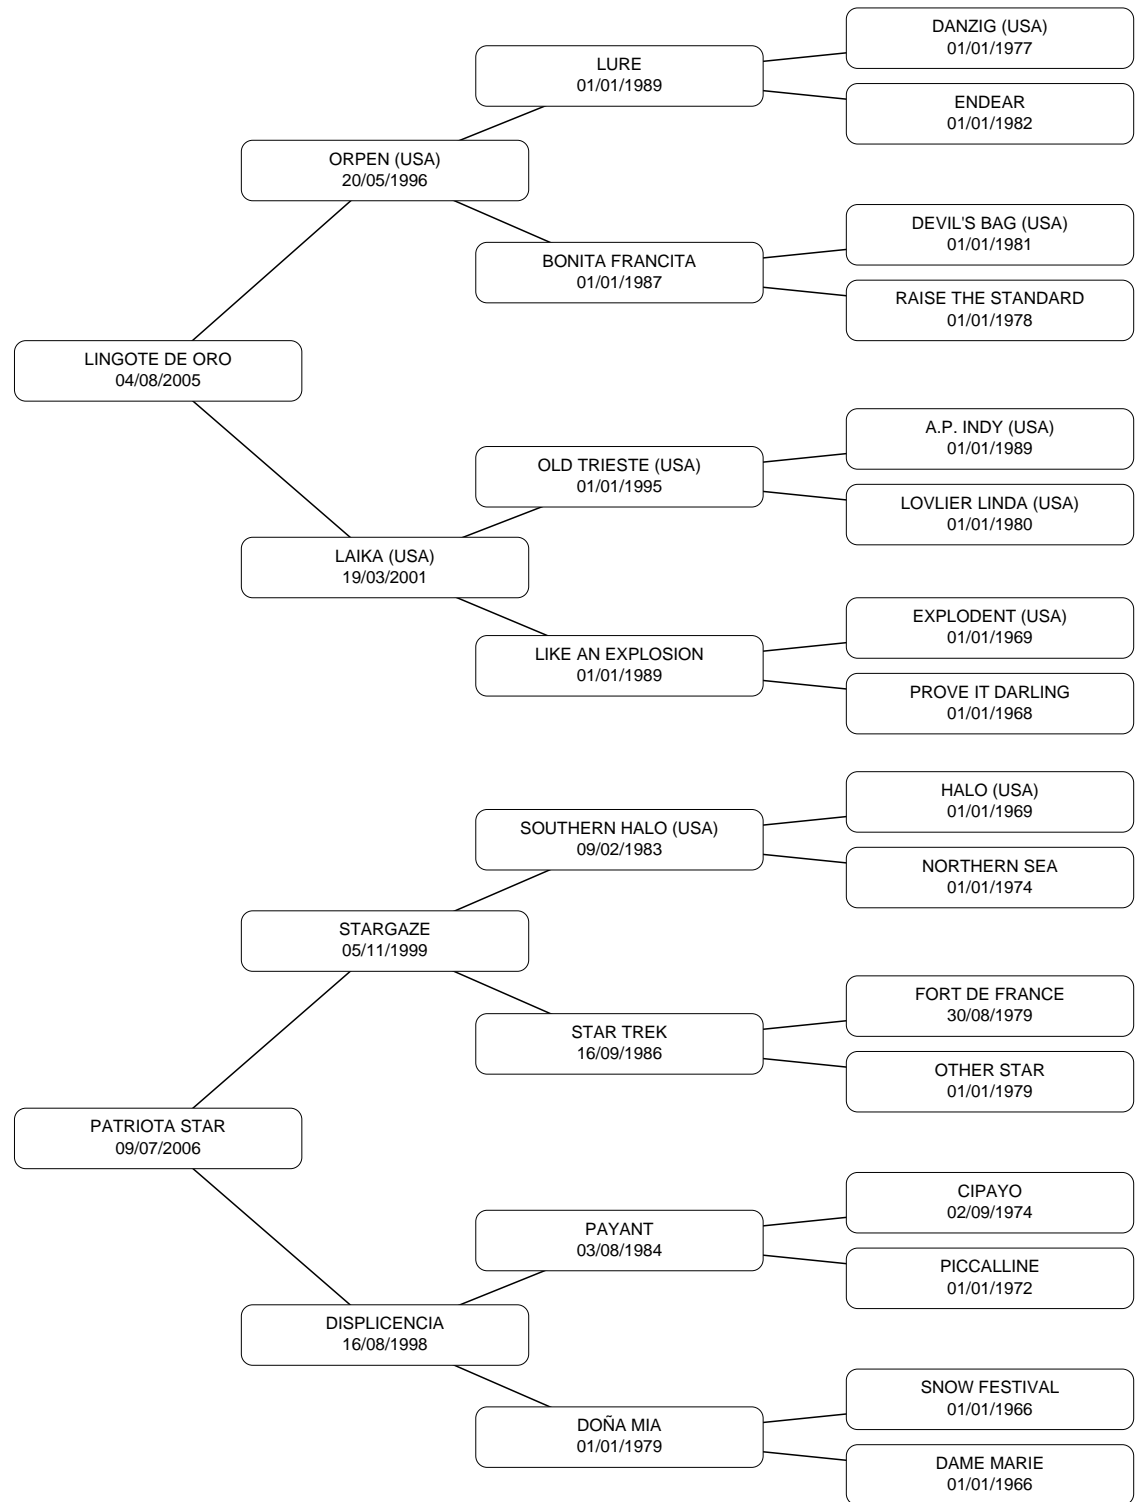 DANZIG (USA)
01/01/1977
LURE
01/01/1989
ENDEAR
01/01/1982
ORPEN (USA)
20/05/1996
DEVIL'S BAG (USA)
01/01/1981
BONITA FRANCITA
01/01/1987
RAISE THE STANDARD
01/01/1978
LINGOTE DE ORO
04/08/2005
A.P. INDY (USA)
01/01/1989
OLD TRIESTE (USA)
01/01/1995
LOVLIER LINDA (USA)
01/01/1980
LAIKA (USA)
19/03/2001
EXPLODENT (USA)
01/01/1969
LIKE AN EXPLOSION
01/01/1989
PROVE IT DARLING
01/01/1968
HALO (USA)
01/01/1969
SOUTHERN HALO (USA)
09/02/1983
NORTHERN SEA
01/01/1974
STARGAZE
05/11/1999
FORT DE FRANCE
30/08/1979
STAR TREK
16/09/1986
OTHER STAR
01/01/1979
PATRIOTA STAR
09/07/2006
CIPAYO
02/09/1974
PAYANT
03/08/1984
PICCALLINE
01/01/1972
DISPLICENCIA
16/08/1998
SNOW FESTIVAL
01/01/1966
DOÑA MIA
01/01/1979
DAME MARIE
01/01/1966